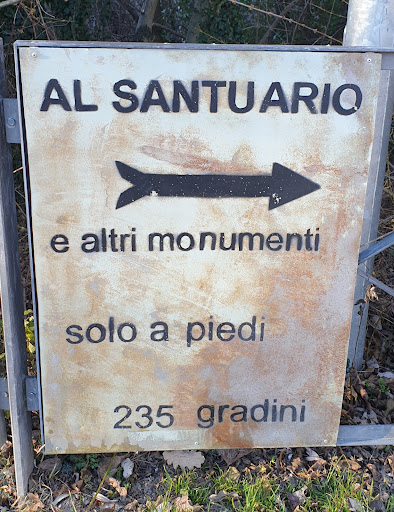 AL SANTUARIO
e altri monumenti
solo a piedi
235 gradini